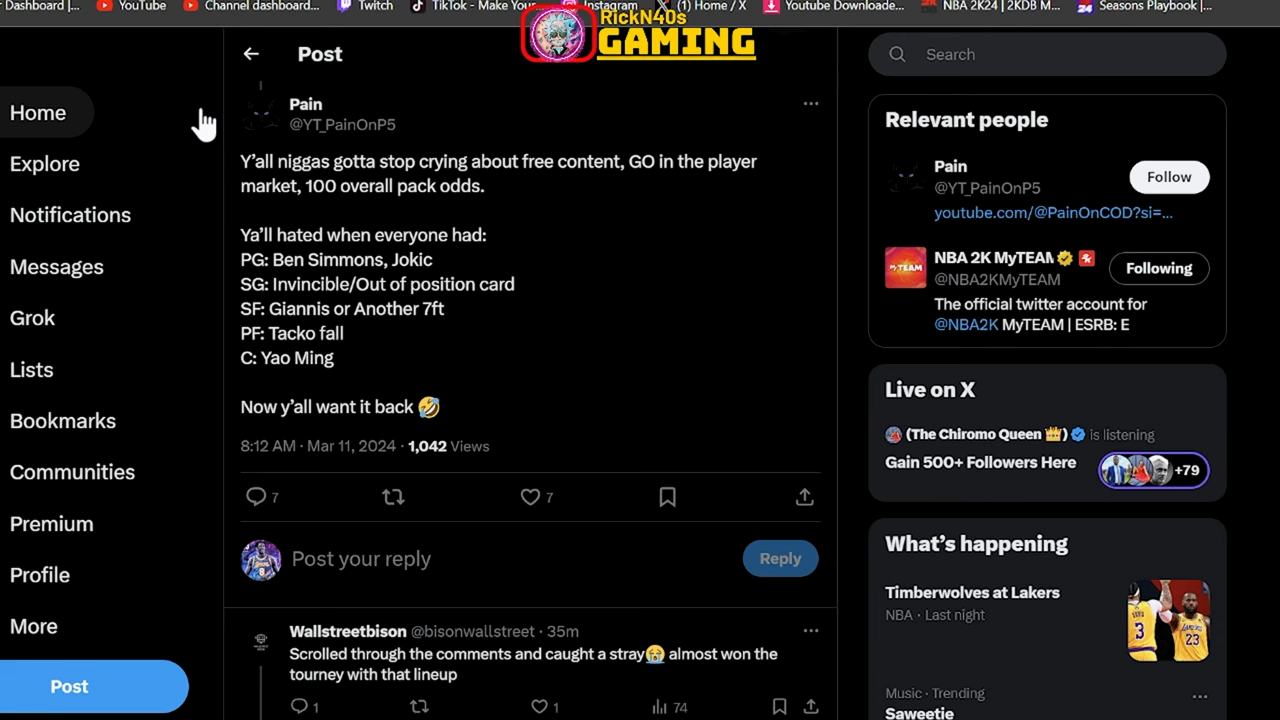 Dashboard |...
YouTube
Channel dashboard...
Twitch
TikTok - Make Your...
Instagram
(1) Home / X
Youtube Downloade...
NBA 2K24 | 2KDB M...
Seasons Playbook |...
RickN40s
GAMING
Post
Search
Home
Explore
Notifications
Messages
Grok
Lists
Bookmarks
Communities
Premium
Profile
More
Post
Pain
@YT_PainOnP5
Y'all niggas gotta stop crying about free content, GO in the player
market, 100 overall pack odds.
Ya'll hated when everyone had:
PG: Ben Simmons, Jokic
SG: Invincible/Out of position card
SF: Giannis or Another 7ft
PF: Tacko fall
C: Yao Ming
Now y'all want it back 🤣
8:12 AM · Mar 11, 2024 · 1,042 Views
7
7
Post your reply
Reply
Wallstreetbison @bisonwallstreet · 35m
Scrolled through the comments and caught a stray😭 almost won the
tourney with that lineup
1
1
74
Relevant people
Pain
@YT_PainOnP5
Follow
youtube.com/@PainOnCOD?si=...
NBA 2K MyTEAM
@NBA2KMyTEAM
Following
The official twitter account for
@NBA2K MyTEAM | ESRB: E
Live on X
(The Chiromo Queen 👑) is listening
Gain 500+ Followers Here
+79
What's happening
Timberwolves at Lakers
NBA · Last night
3
23
Music · Trending
Saweetie